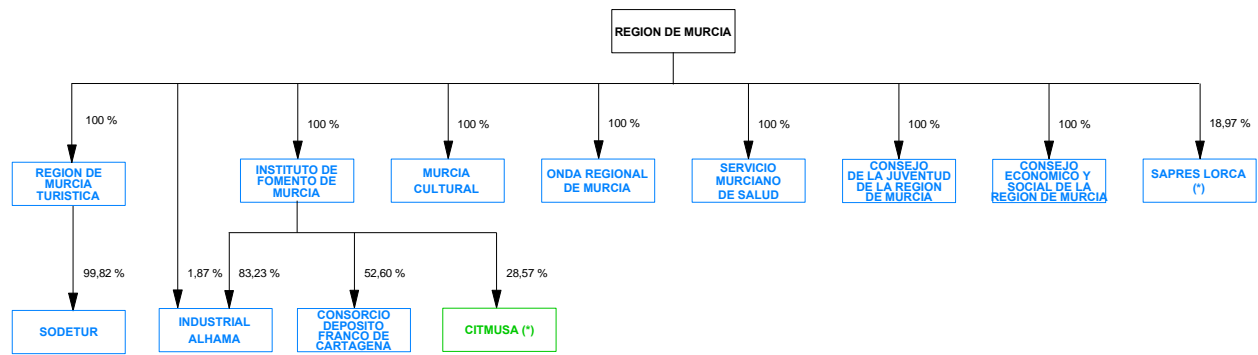 REGION DE MURCIA
100 %
100 %
100 %
100 %
100 %
100 %
100 %
18,97 %
REGION DE
MURCIA
TURISTICA
INSTITUTO DE
FOMENTO DE
MURCIA
MURCIA
CULTURAL
ONDA REGIONAL
DE MURCIA
SERVICIO
MURCIANO
DE SALUD
CONSEJO
DE LA JUVENTUD
DE LA REGION
DE MURCIA
CONSEJO
ECONOMICO Y
SOCIAL DE LA
REGION DE MURCIA
SAPRES LORCA
(*)
99,82 %
1,87 %
83,23 %
52,60 %
28,57 %
SODETUR
INDUSTRIAL
ALHAMA
CONSORCIO
DEPOSITO
FRANCO DE
CARTAGENA
CITMUSA (*)